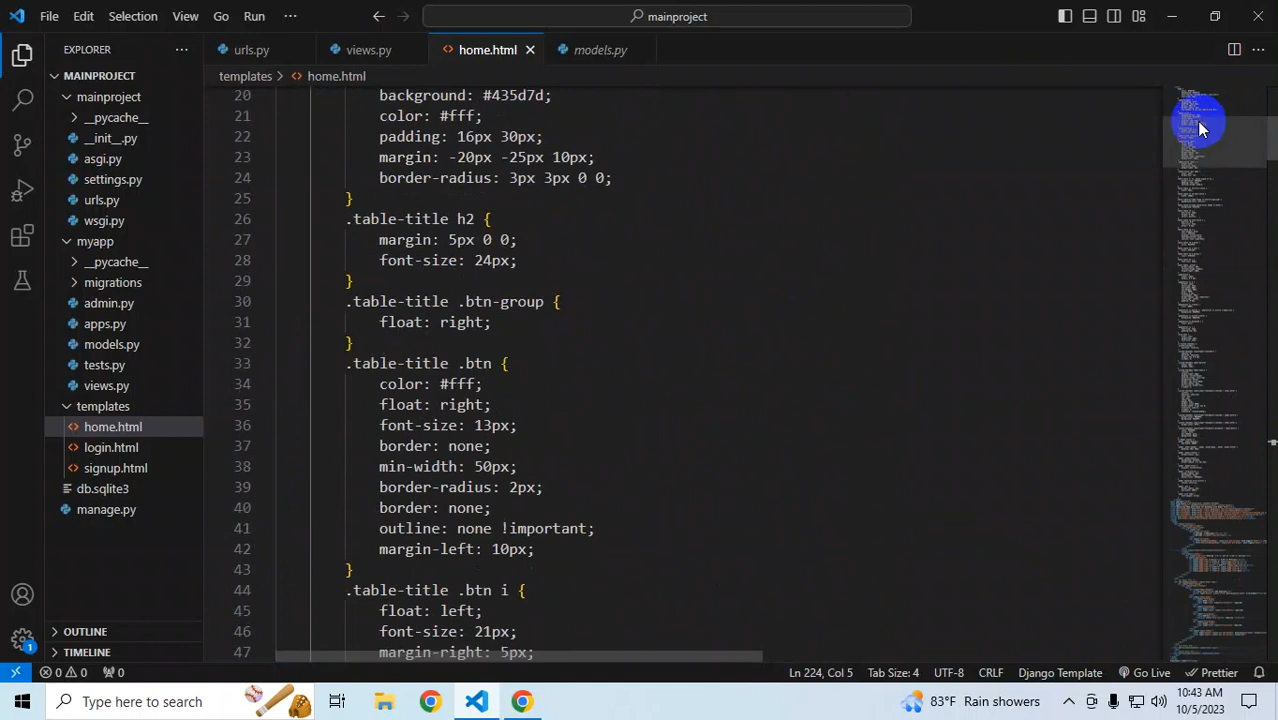 File Edit Selection View Go Run ··· mainproject
EXPLORER ···
urls.py views.py home.html models.py
MAINPROJECT
templates > home.html
mainproject
__pycache__
__init__.py
asgi.py
settings.py
urls.py
wsgi.py
myapp
__pycache__
migrations
admin.py
apps.py
models.py
tests.py
views.py
templates
home.html
login.html
signup.html
db.sqlite3
manage.py
OUTLINE
TIMELINE
20 background: #435d7d;
21 color: #fff;
22 padding: 16px 30px;
23 margin: -20px -25px 10px;
24 border-radius: 3px 3px 0 0;
25 }
26 .table-title h2 {
27 margin: 5px 0 0;
28 font-size: 24px;
29 }
30 .table-title .btn-group {
31 float: right;
32 }
33 .table-title .btn {
34 color: #fff;
35 float: right;
36 font-size: 13px;
37 border: none;
38 min-width: 50px;
39 border-radius: 2px;
40 border: none;
41 outline: none !important;
42 margin-left: 10px;
43 }
44 .table-title .btn i {
45 float: left;
46 font-size: 21px;
47 margin-right: 5px;
1
0 0 0 Ln 224, Col 5 Tab Size: 4 UTF-8 CRLF Django Template Go Live Prettier
Type here to search
83°F Rain showers
10:43 AM
10/5/2023